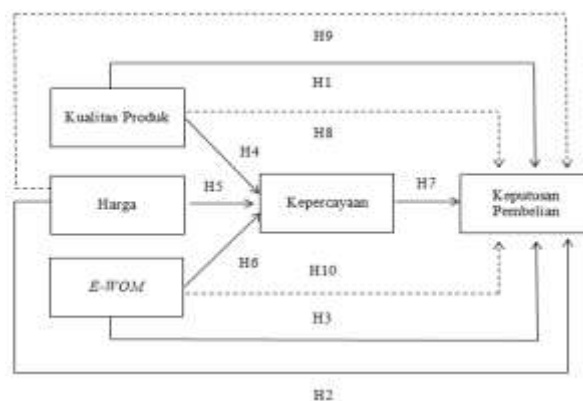 H9
H1
Kualitas Produk
H8
H4
Harga
H5
Kepercayaan
H7
Keputusan
Pembelian
H6
E-WOM
H10
H3
H2